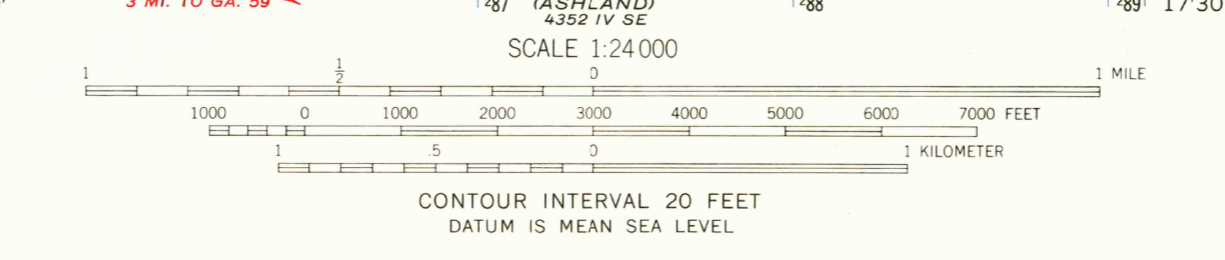 3 MI. TO GA. 59
²87 (ASHLAND) ²88 ²89 17'30
4352 IV SE
SCALE 1:24 000
1 ½ 0 1 MILE
1000 0 1000 2000 3000 4000 5000 6000 7000 FEET
1 .5 0 1 KILOMETER
CONTOUR INTERVAL 20 FEET
DATUM IS MEAN SEA LEVEL